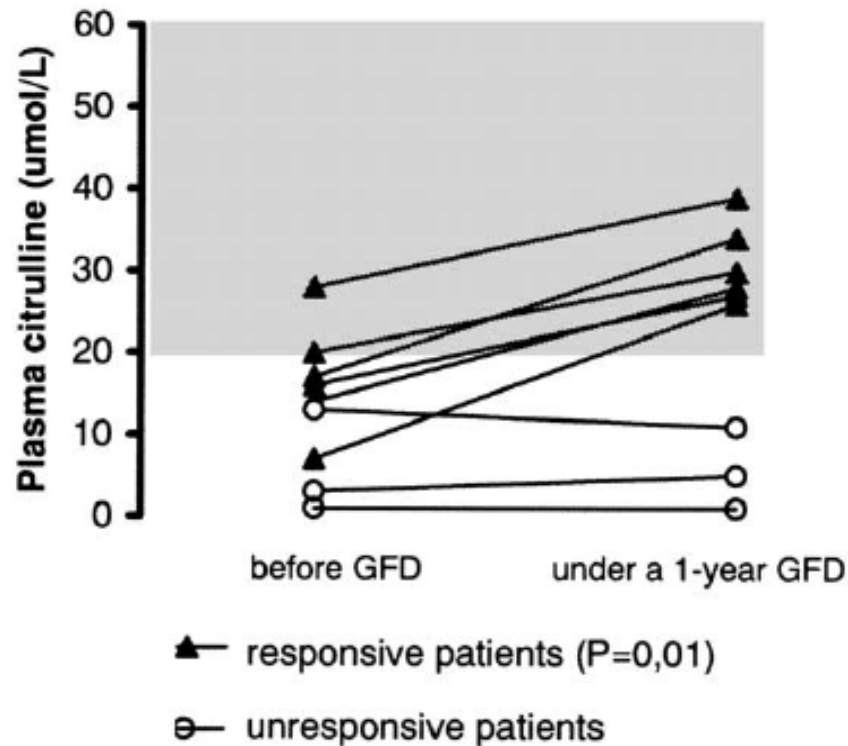 Plasma citrulline (umol/L)
60
50
40
30
20
10
0
before GFD under a 1-year GFD
responsive patients (P=0,01)
unresponsive patients